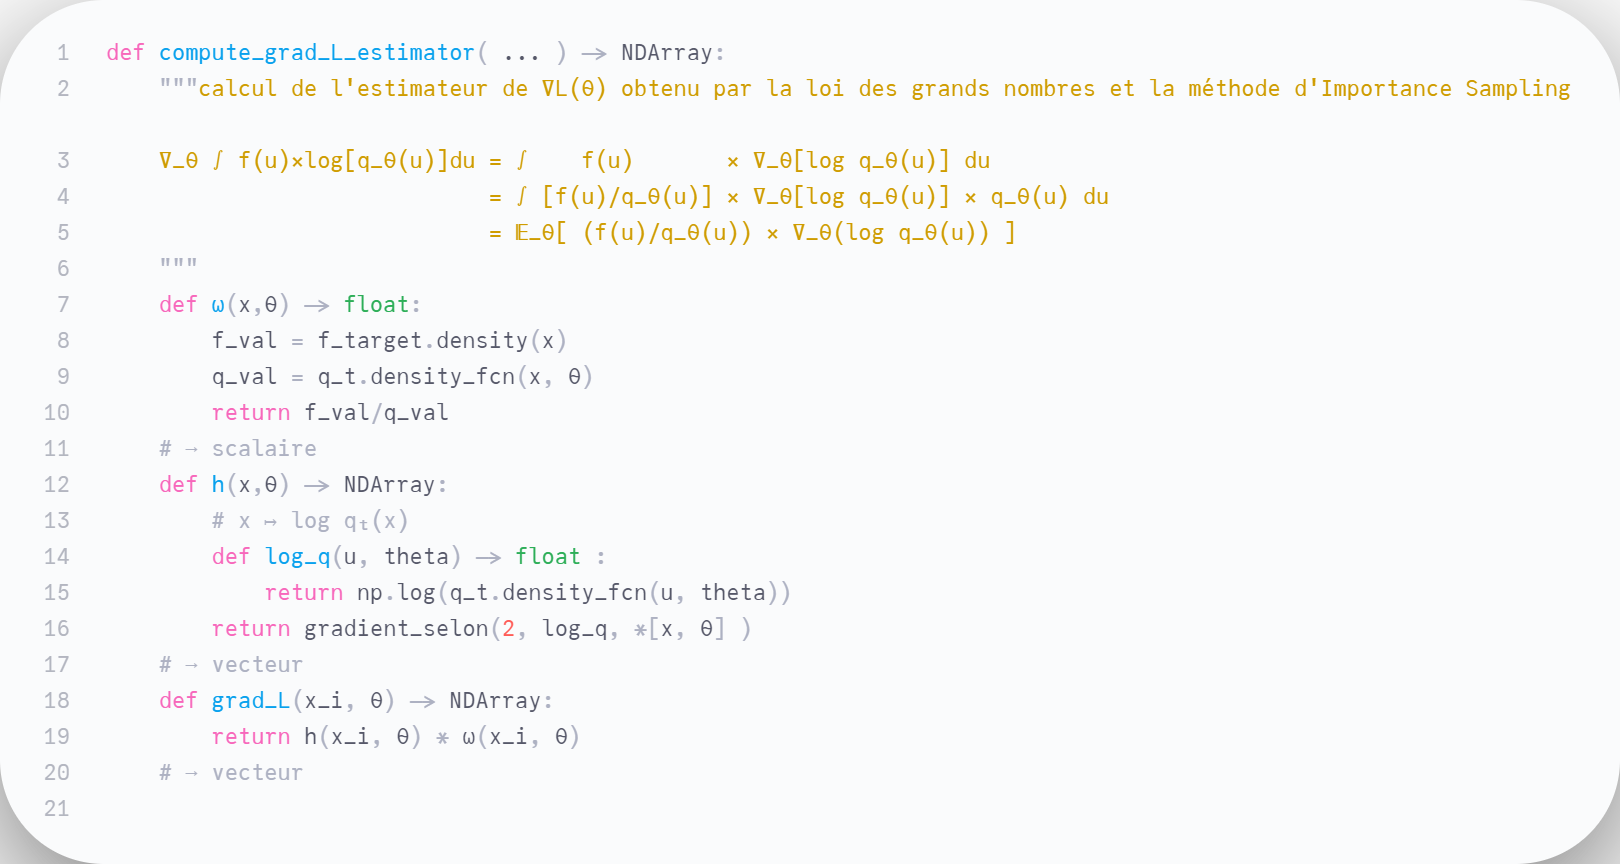 1 def compute_grad_L_estimator( ... ) → NDArray:
2 """calcul de l'estimateur de ∇L(θ) obtenu par la loi des grands nombres et la méthode d'Importance Sampling
3 ∇_θ ∫ f(u)×log[q_θ(u)]du = ∫    f(u)       × ∇_θ[log q_θ(u)] du
4 = ∫ [f(u)/q_θ(u)] × ∇_θ[log q_θ(u)] × q_θ(u) du
5 = 𝔼_θ[ (f(u)/q_θ(u)) × ∇_θ(log q_θ(u)) ]
6 """
7 def ω(x,θ) → float:
8 f_val = f_target.density(x)
9 q_val = q_t.density_fcn(x, θ)
10 return f_val/q_val
11 # → scalaire
12 def h(x,θ) → NDArray:
13 # x ↦ log qₜ(x)
14 def log_q(u, theta) → float :
15 return np.log(q_t.density_fcn(u, theta))
16 return gradient_selon(2, log_q, *[x, θ] )
17 # → vecteur
18 def grad_L(x_i, θ) → NDArray:
19 return h(x_i, θ) * ω(x_i, θ)
20 # → vecteur
21